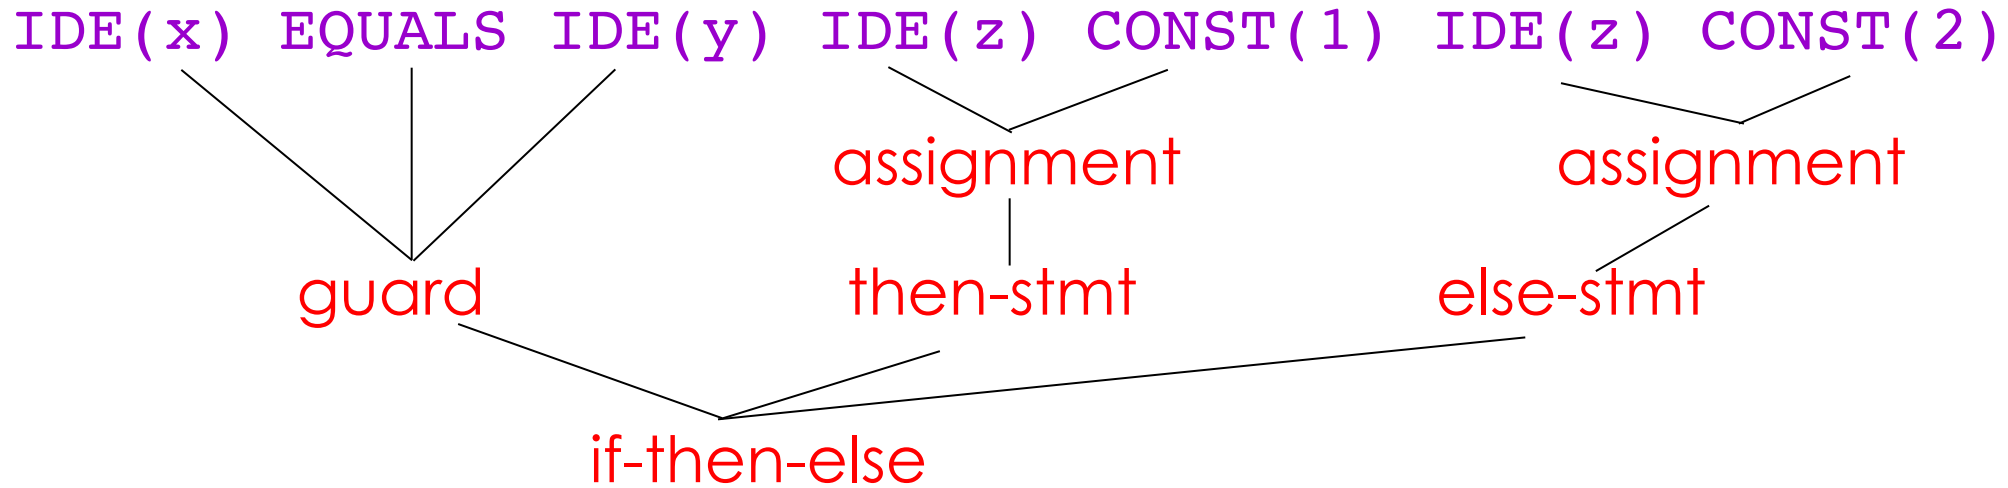 IDE(x) EQUALS IDE(y) IDE(z) CONST(1) IDE(z) CONST(2)
assignment assignment
guard then-stmt else-stmt
if-then-else